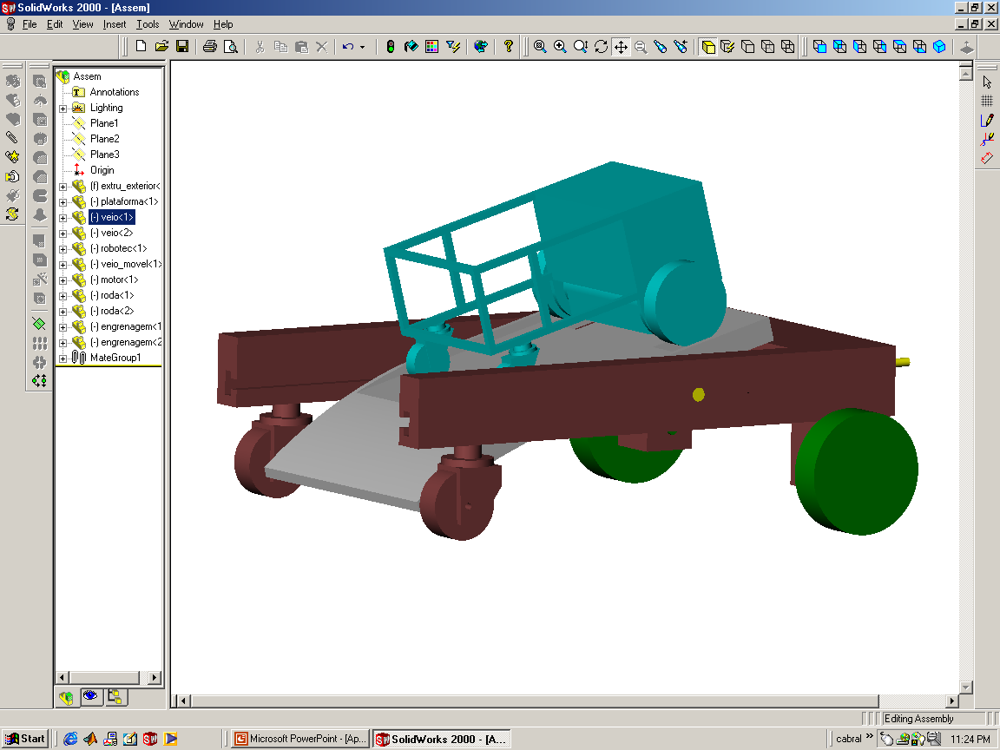 SolidWorks 2000 - [Assem]
File Edit View Insert Tools Window Help
Assem
Annotations
Lighting
Plane1
Plane2
Plane3
Origin
(f) extru_exterior<
(-) plataforma<1>
(-) veio<1>
(-) veio<2>
(-) robotec<1>
(-) veio_movel<1>
(-) motor<1>
(-) roda<1>
(-) roda<2>
(-) engrenagem<1
(-) engrenagem<2
MateGroup1
Editing Assembly
Start
Microsoft PowerPoint - [Ap...
SolidWorks 2000 - [A...
cabral
11:24 PM